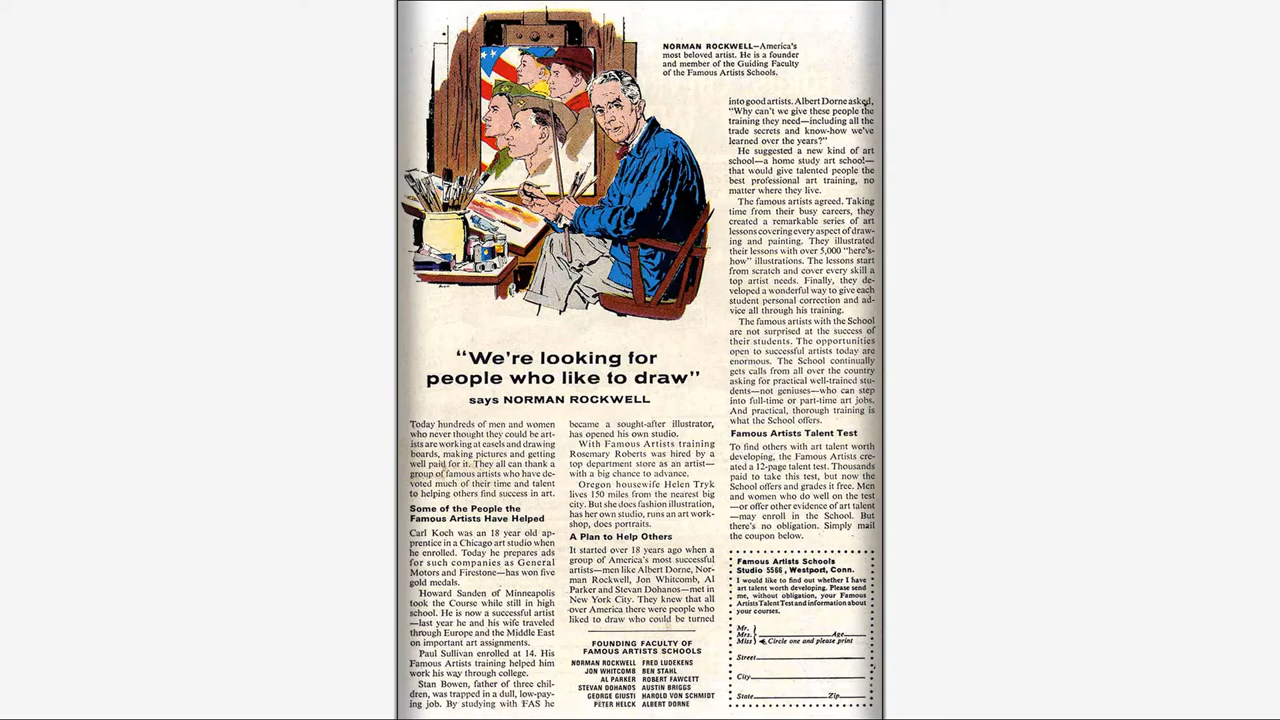 NORMAN ROCKWELL—America's
most beloved artist. He is a founder
and member of the Guiding Faculty
of the Famous Artists Schools.
"We're looking for
people who like to draw"
says NORMAN ROCKWELL
Today hundreds of men and women
who never thought they could be art-
ists are working at easels and drawing
boards, making pictures and getting
well paid for it. They all can thank a
group of famous artists who have de-
voted much of their time and talent
to helping others find success in art.
Some of the People the
Famous Artists Have Helped
Carl Koch was an 18 year old ap-
prentice in a Chicago art studio when
he enrolled. Today he prepares ads
for such companies as General
Motors and Firestone—has won five
gold medals.
Howard Sanden of Minneapolis
took the Course while still in high
school. He is now a successful artist
—last year he and his wife traveled
through Europe and the Middle East
on important art assignments.
Paul Sullivan enrolled at 14. His
Famous Artists training helped him
work his way through college.
Stan Bowen, father of three chil-
dren, was trapped in a dull, low-pay-
ing job. By studying with FAS he
became a sought-after illustrator,
has opened his own studio.
With Famous Artists training
Rosemary Roberts was hired by a
top department store as an artist—
with a big chance to advance.
Oregon housewife Helen Tryk
lives 150 miles from the nearest big
city. But she does fashion illustration,
has her own studio, runs an art work-
shop, does portraits.
A Plan to Help Others
It started over 18 years ago when a
group of America's most successful
artists—men like Albert Dorne, Nor-
man Rockwell, Jon Whitcomb, Al
Parker and Stevan Dohanos—met in
New York City. They knew that all
over America there were people who
liked to draw who could be turned
FOUNDING FACULTY OF
FAMOUS ARTISTS SCHOOLS
NORMAN ROCKWELL FRED LUDEKENS
JON WHITCOMB BEN STAHL
AL PARKER ROBERT FAWCETT
STEVAN DOHANOS AUSTIN BRIGGS
GEORGE GIUSTI HAROLD VON SCHMIDT
PETER HELCK ALBERT DORNE
into good artists. Albert Dorne asked,
"Why can't we give these people the
training they need—including all the
trade secrets and know-how we've
learned over the years?"
He suggested a new kind of art
school—a home study art school—
that would give talented people the
best professional art training, no
matter where they live.
The famous artists agreed. Taking
time from their busy careers, they
created a remarkable series of art
lessons covering every aspect of draw-
ing and painting. They illustrated
their lessons with over 5,000 "here's-
how" illustrations. The lessons start
from scratch and cover every skill a
top artist needs. Finally, they de-
veloped a wonderful way to give each
student personal correction and ad-
vice all through his training.
The famous artists with the School
are not surprised at the success of
their students. The opportunities
open to successful artists today are
enormous. The School continually
gets calls from all over the country
asking for practical well-trained stu-
dents—not geniuses—who can step
into full-time or part-time art jobs.
And practical, thorough training is
what the School offers.
Famous Artists Talent Test
To find others with art talent worth
developing, the Famous Artists cre-
ated a 12-page talent test. Thousands
paid to take this test, but now the
School offers and grades it free. Men
and women who do well on the test
—or offer other evidence of art talent
—may enroll in the School. But
there's no obligation. Simply mail
the coupon below.
Famous Artists Schools
Studio 5566, Westport, Conn.
I would like to find out whether I have
art talent worth developing. Please send
me, without obligation, your Famous
Artists Talent Test and information about
your courses.
Mr.
Mrs. Age
Miss Circle one and please print
Street
City
State Zip